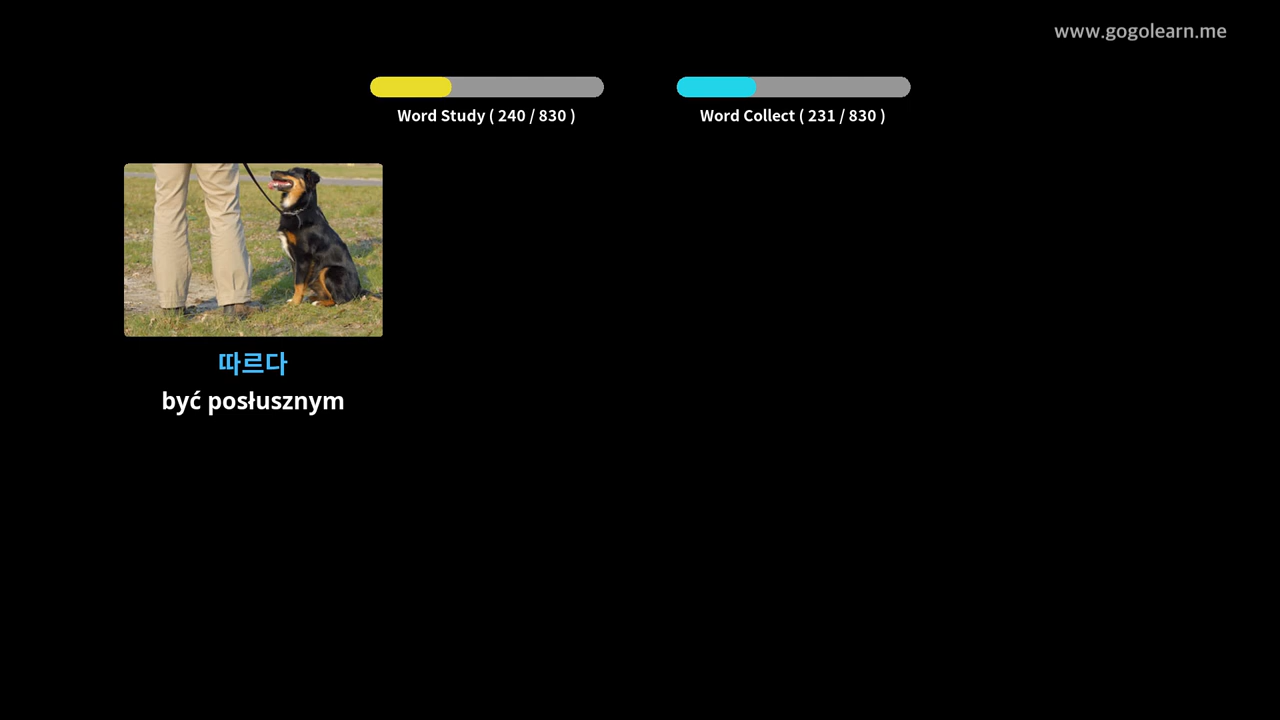 www.gogolearn.me
Word Study ( 240 / 830 )
Word Collect ( 231 / 830 )
따르다
być posłusznym